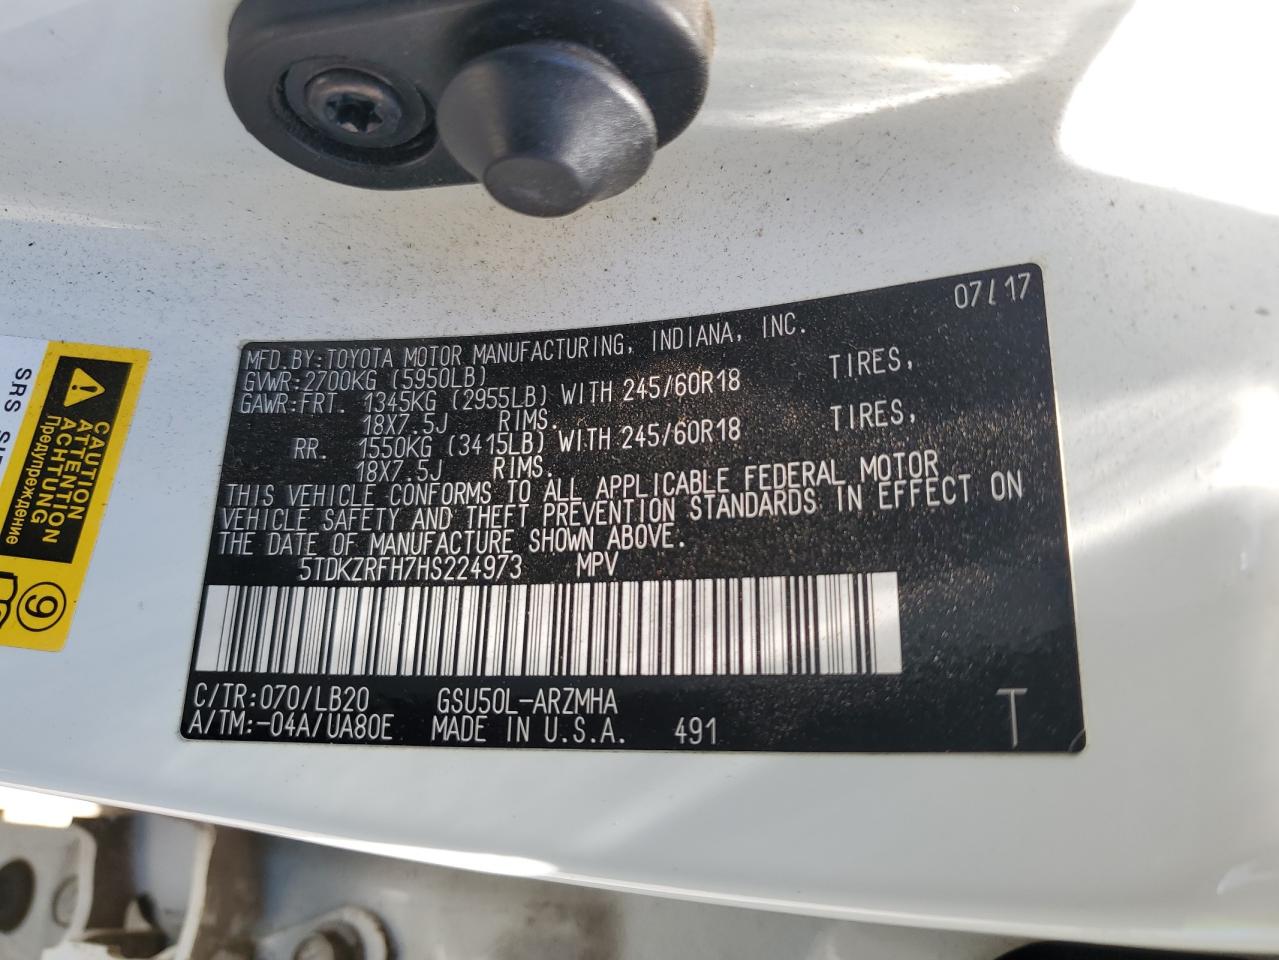 07/17
MFD.BY:TOYOTA MOTOR MANUFACTURING, INDIANA, INC.
GVWR:2700KG (5950LB)
GAWR:FRT. 1345KG (2955LB) WITH 245/60R18 TIRES,
18X7.5J RIMS.
RR. 1550KG (3415LB) WITH 245/60R18 TIRES,
18X7.5J RIMS.
THIS VEHICLE CONFORMS TO ALL APPLICABLE FEDERAL MOTOR
VEHICLE SAFETY AND THEFT PREVENTION STANDARDS IN EFFECT ON
THE DATE OF MANUFACTURE SHOWN ABOVE.
5TDKZRFH7HS224973 MPV
C/TR:070/LB20 GSU50L-ARZMHA
A/TM:-04A/UA80E MADE IN U.S.A. 491 T
CAUTION
ATTENTION
ACHTUNG
Предупреждение
9
SRS